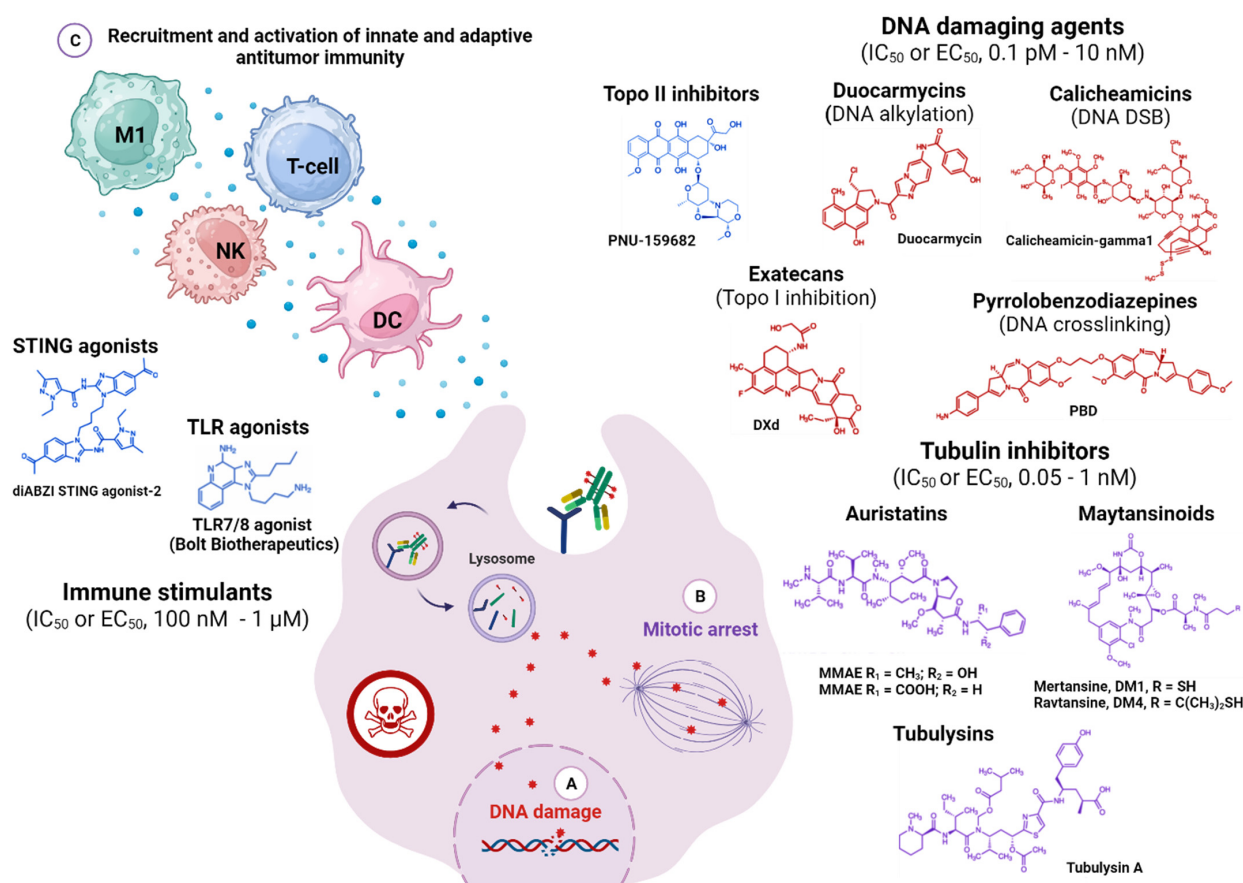 C
Recruitment and activation of innate and adaptive
antitumor immunity
M1
T-cell
NK
DC
STING agonists
diABZI STING agonist-2
TLR agonists
TLR7/8 agonist
(Bolt Biotherapeutics)
Immune stimulants
(IC50 or EC50, 100 nM - 1 µM)
Lysosome
B
Mitotic arrest
A
DNA damage
DNA damaging agents
(IC50 or EC50, 0.1 pM - 10 nM)
Topo II inhibitors
PNU-159682
Duocarmycins
(DNA alkylation)
Duocarmycin
Calicheamicins
(DNA DSB)
Calicheamicin-gamma1
Exatecans
(Topo I inhibition)
DXd
Pyrrolobenzodiazepines
(DNA crosslinking)
PBD
Tubulin inhibitors
(IC50 or EC50, 0.05 - 1 nM)
Auristatins
MMAE R1 = CH3; R2 = OH
MMAE R1 = COOH; R2 = H
Maytansinoids
Mertansine, DM1, R = SH
Ravtansine, DM4, R = C(CH3)2SH
Tubulysins
Tubulysin A